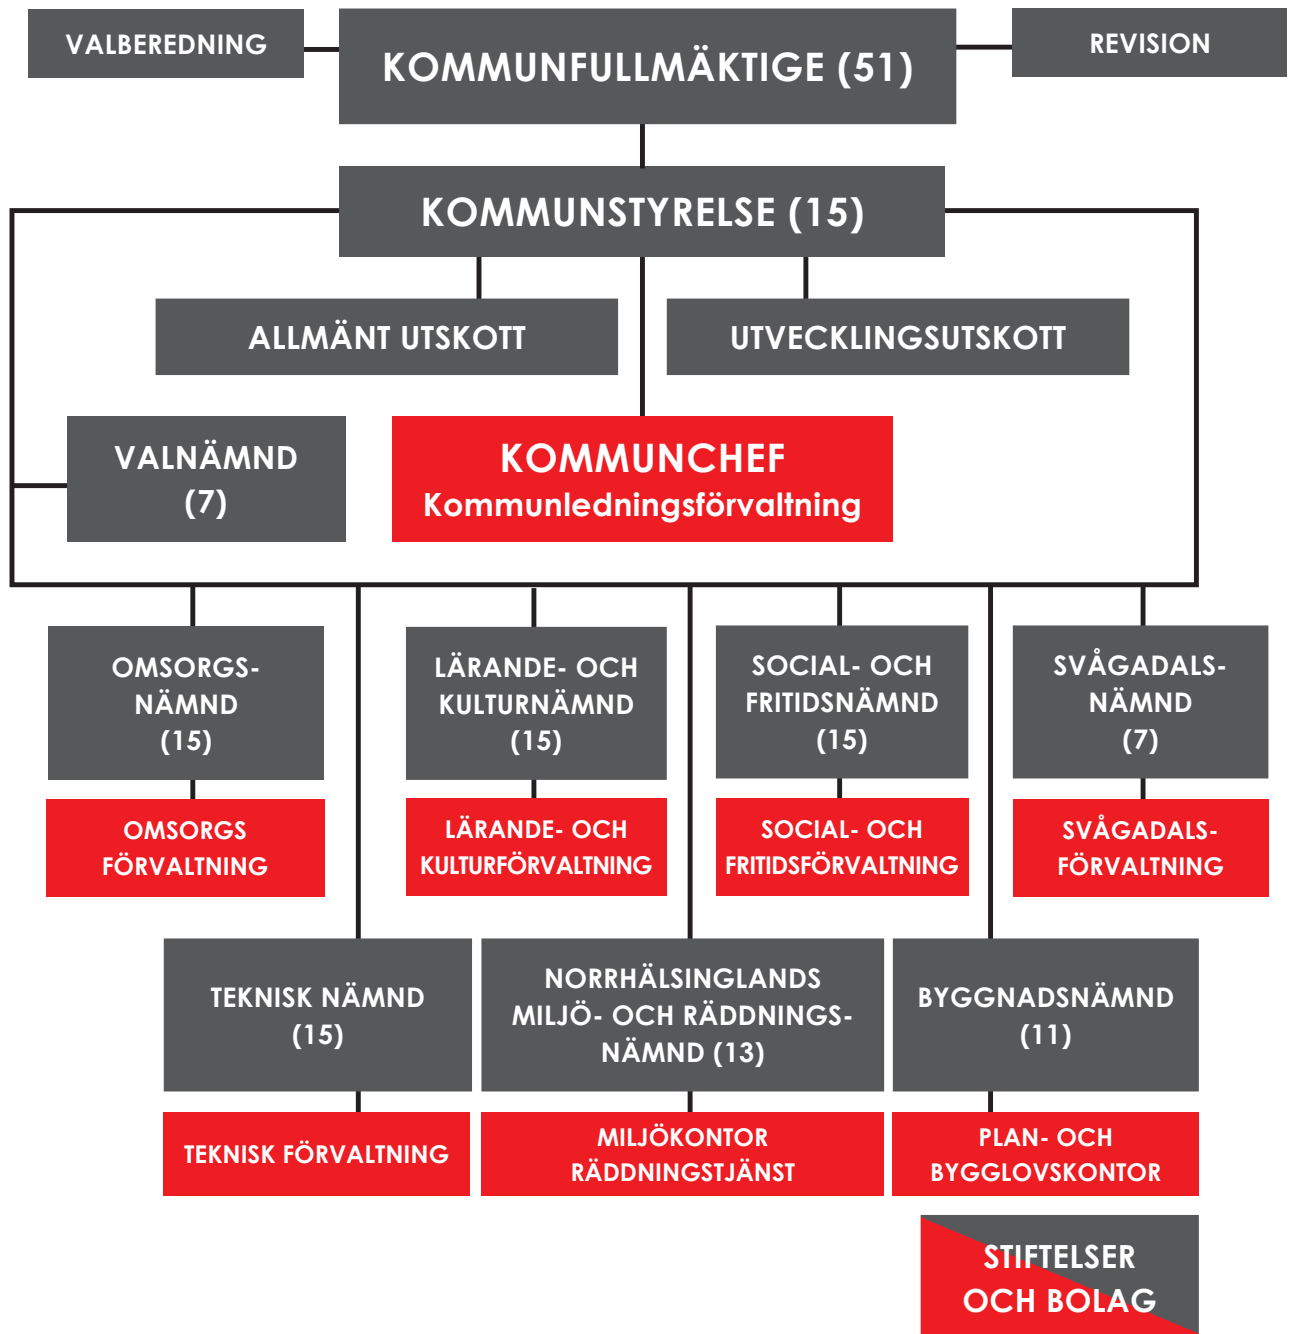 VALBEREDNING
KOMMUNFULLMÄKTIGE (51)
REVISION
KOMMUNSTYRELSE (15)
ALLMÄNT UTSKOTT
UTVECKLINGSUTSKOTT
VALNÄMND
(7)
KOMMUNCHEF
Kommunledningsförvaltning
OMSORGS-
NÄMND
(15)
LÄRANDE- OCH
KULTURNÄMND
(15)
SOCIAL- OCH
FRITIDSNÄMND
(15)
SVÅGADALS-
NÄMND
(7)
OMSORGS
FÖRVALTNING
LÄRANDE- OCH
KULTURFÖRVALTNING
SOCIAL- OCH
FRITIDSFÖRVALTNING
SVÅGADALS-
FÖRVALTNING
TEKNISK NÄMND
(15)
NORRHÄLSINGLANDS
MILJÖ- OCH RÄDDNINGS-
NÄMND (13)
BYGGNADSNÄMND
(11)
TEKNISK FÖRVALTNING
MILJÖKONTOR
RÄDDNINGSTJÄNST
PLAN- OCH
BYGGLOVSKONTOR
STIFTELSER
OCH BOLAG